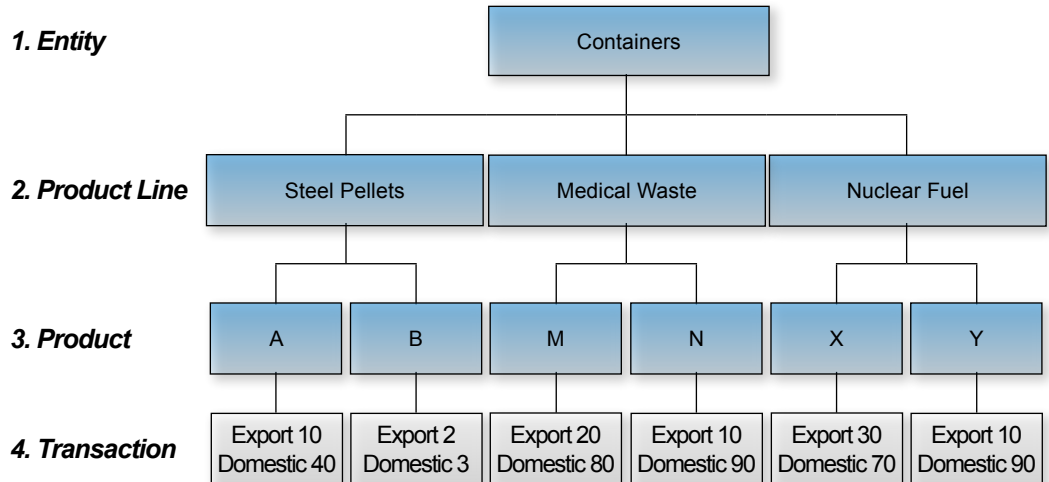 1. Entity
Containers
2. Product Line
Steel Pellets
Medical Waste
Nuclear Fuel
3. Product
A
B
M
N
X
Y
4. Transaction
Export 10
Domestic 40
Export 2
Domestic 3
Export 20
Domestic 80
Export 10
Domestic 90
Export 30
Domestic 70
Export 10
Domestic 90